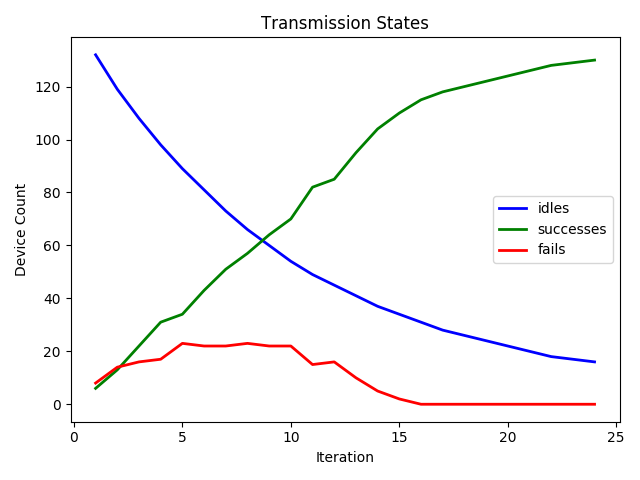 Transmission States
Device Count
120
100
80
60
40
20
0
idles
successes
fails
0 5 10 15 20 25
Iteration